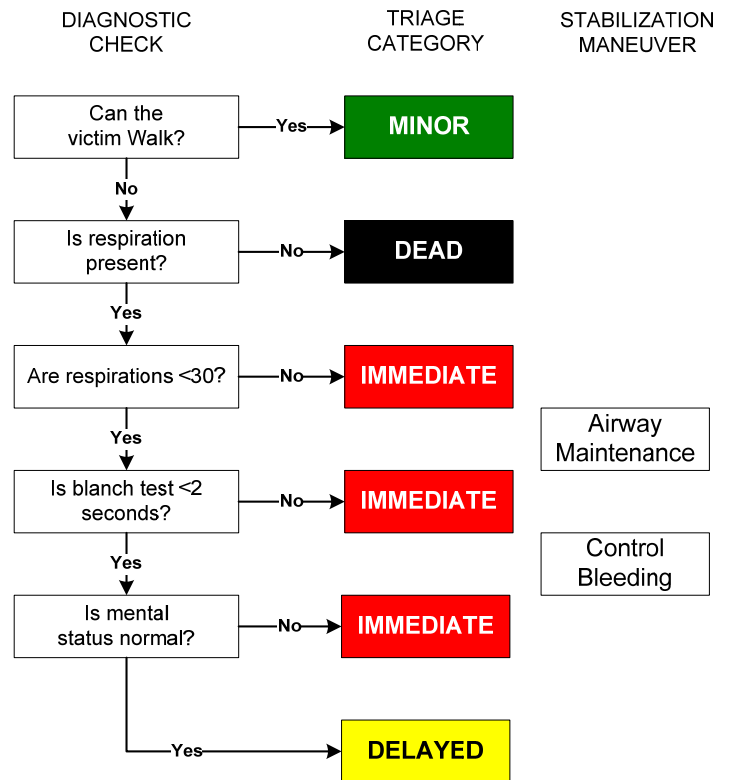 DIAGNOSTIC
CHECK
TRIAGE
CATEGORY
STABILIZATION
MANEUVER
Can the
victim Walk?
Yes
MINOR
No
Is respiration
present?
No
DEAD
Yes
Are respirations <30?
No
IMMEDIATE
Airway
Maintenance
Yes
Is blanch test <2
seconds?
No
IMMEDIATE
Control
Bleeding
Yes
Is mental
status normal?
No
IMMEDIATE
Yes
DELAYED